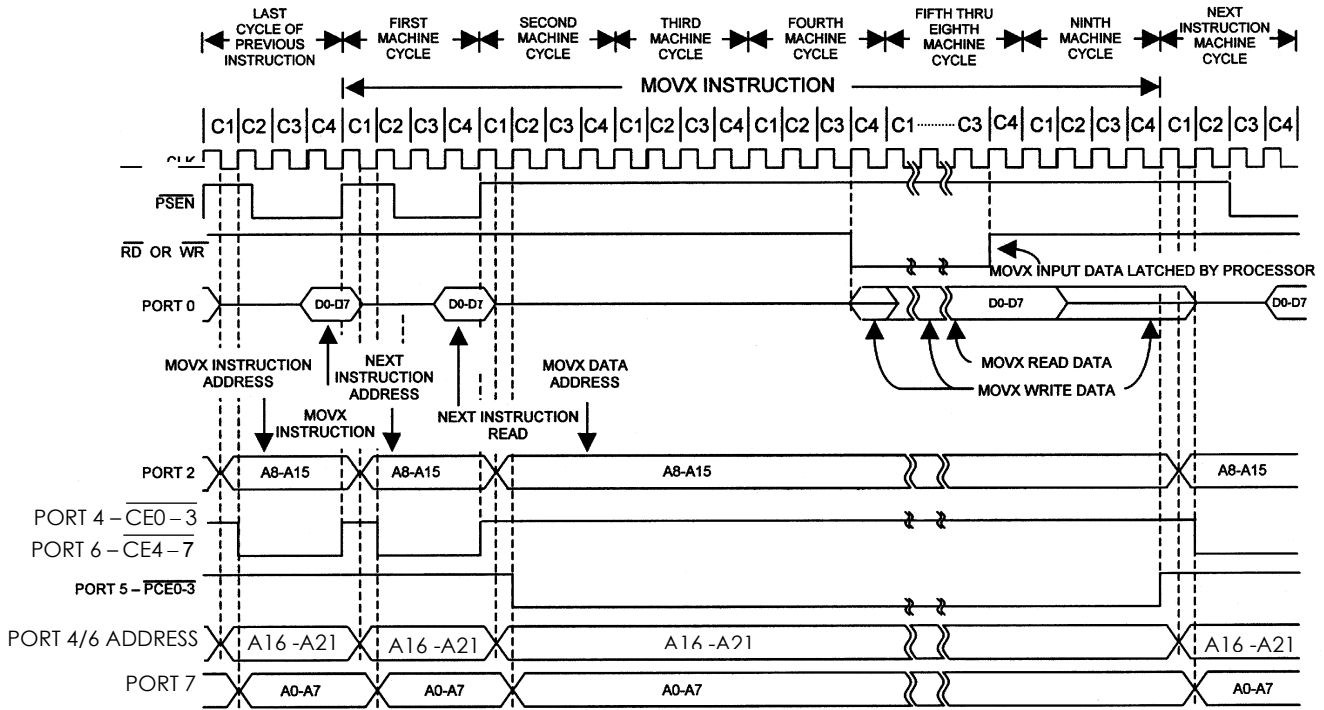 LAST
CYCLE OF
PREVIOUS
INSTRUCTION
FIRST
MACHINE
CYCLE
SECOND
MACHINE
CYCLE
THIRD
MACHINE
CYCLE
FOURTH
MACHINE
CYCLE
FIFTH THRU
EIGHTH
MACHINE
CYCLE
NINTH
MACHINE
CYCLE
NEXT
INSTRUCTION
MACHINE
CYCLE
MOVX INSTRUCTION
C1 C2 C3 C4 C1 C2 C3 C4 C1 C2 C3 C4 C1 C2 C3 C4 C1 C2 C3 C4 C1 ........ C3 C4 C1 C2 C3 C4 C1 C2 C3 C4
CLK
PSEN
RD OR WR
MOVX INPUT DATA LATCHED BY PROCESSOR
PORT 0 D0-D7 D0-D7 D0-D7 D0-D7
MOVX INSTRUCTION
ADDRESS
NEXT
INSTRUCTION
ADDRESS
MOVX DATA
ADDRESS
MOVX READ DATA
MOVX WRITE DATA
MOVX
INSTRUCTION
NEXT INSTRUCTION
READ
PORT 2 A8-A15 A8-A15 A8-A15 A8-A15
PORT 4 – CE0 – 3
PORT 6 – CE4 – 7
PORT 5 – PCE0-3
PORT 4/6 ADDRESS A16 -A21 A16 -A21 A16 -A21 A16 -A21
PORT 7 A0-A7 A0-A7 A0-A7 A0-A7